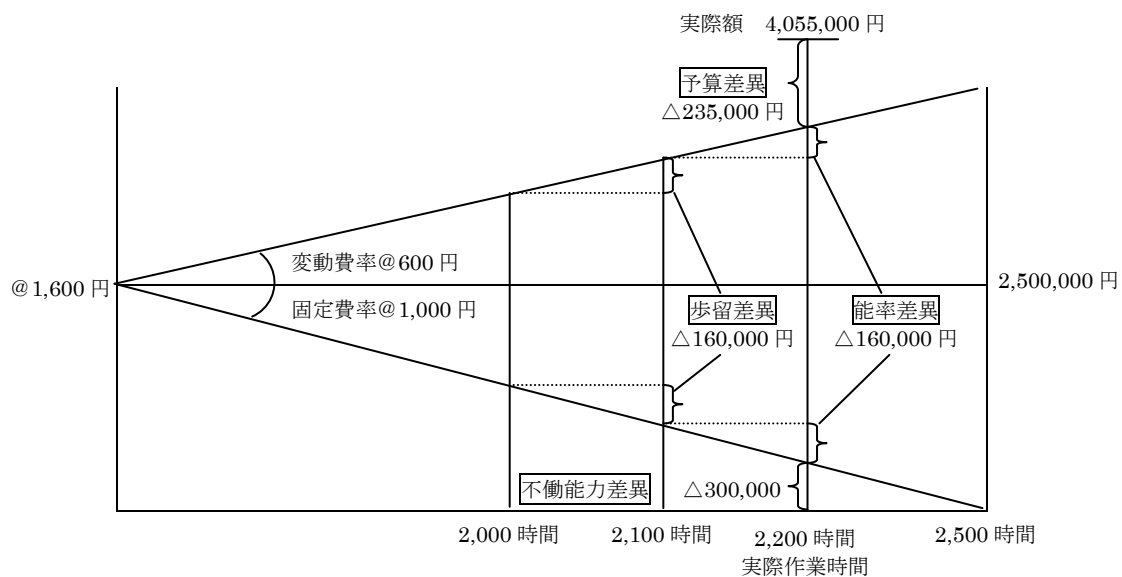 実際額 4,055,000 円
予算差異
△235,000 円
変動費率@600 円
@1,600 円
2,500,000 円
固定費率@1,000 円
歩留差異
能率差異
△160,000 円
△160,000 円
不働能力差異
△300,000
2,000 時間
2,100 時間
2,200 時間
2,500 時間
実際作業時間